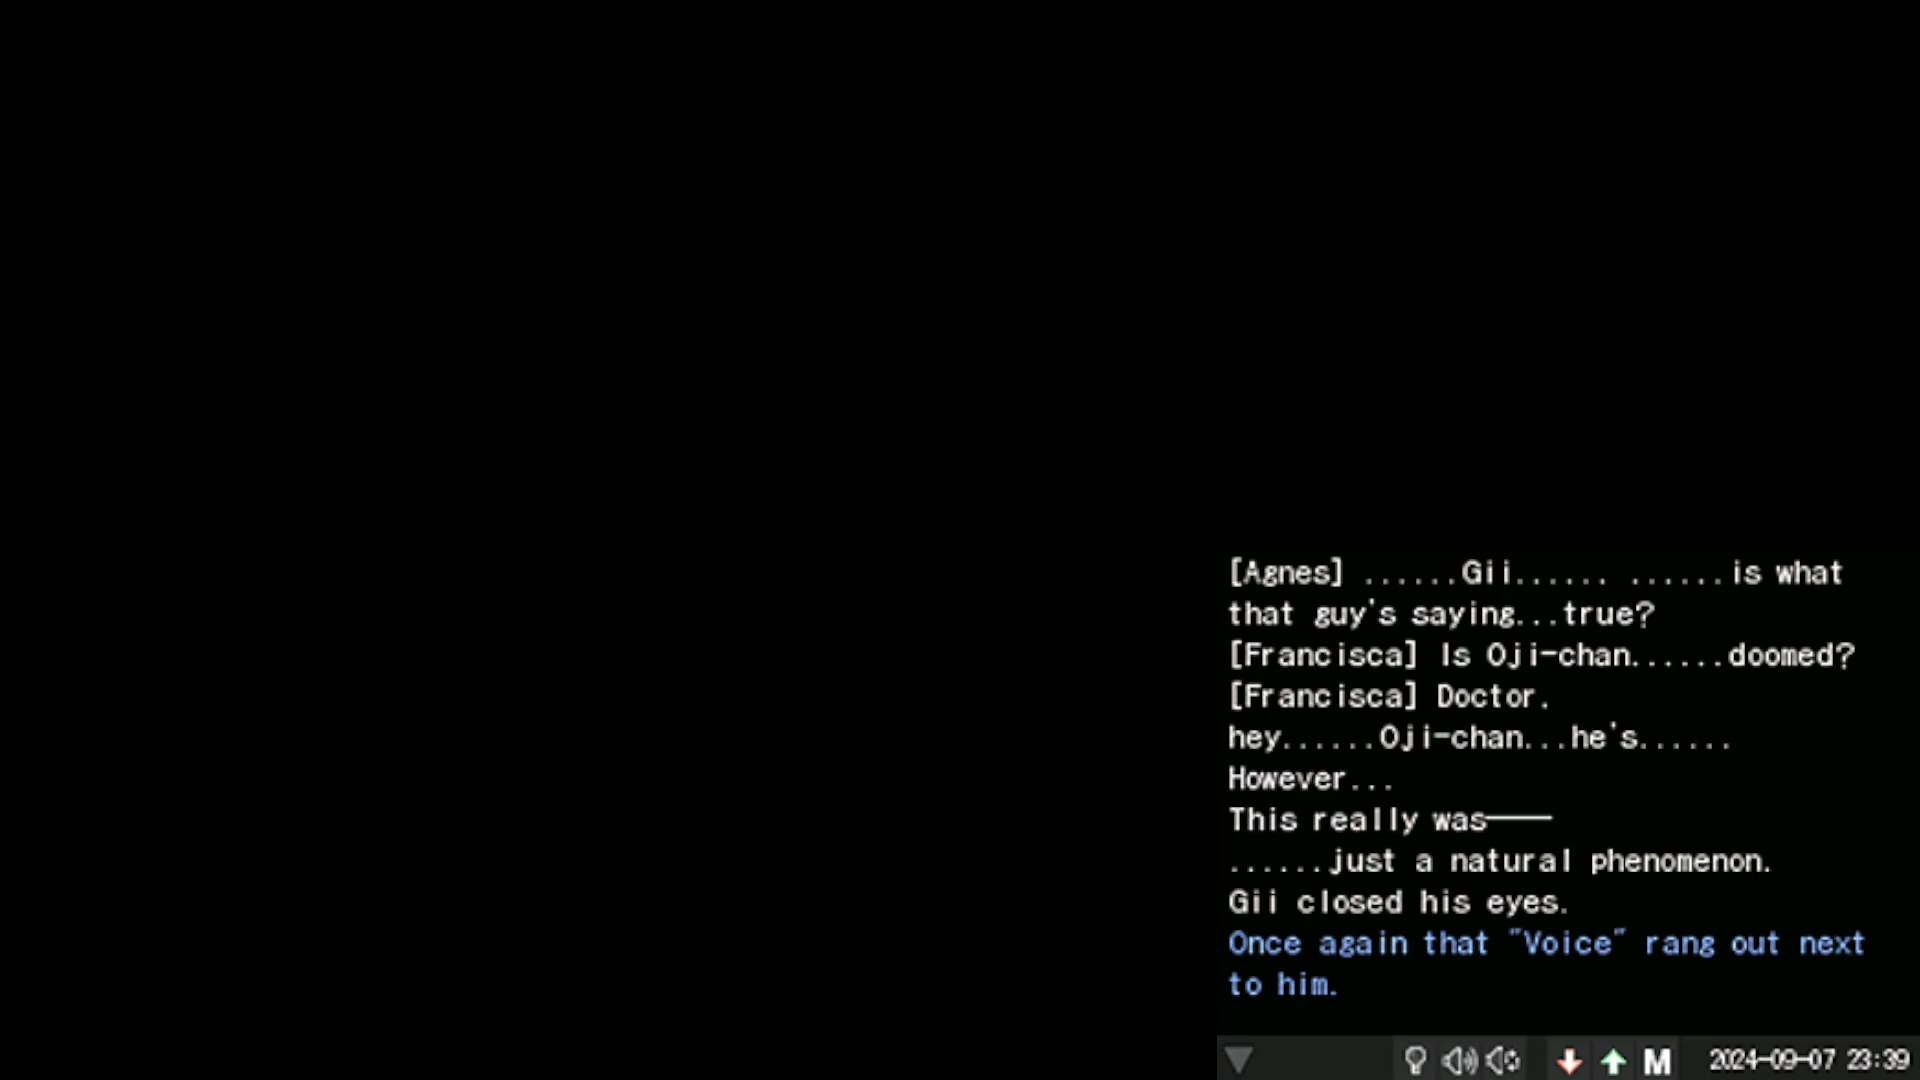 [Agnes] ......Gii...... ......is what
that guy's saying...true?
[Francisca] Is Oji-chan......doomed?
[Francisca] Doctor.
hey......Oji-chan...he's......
However...
This really was――
......just a natural phenomenon.
Gii closed his eyes.
Once again that "Voice" rang out next
to him.
M 2024-09-07 23:39